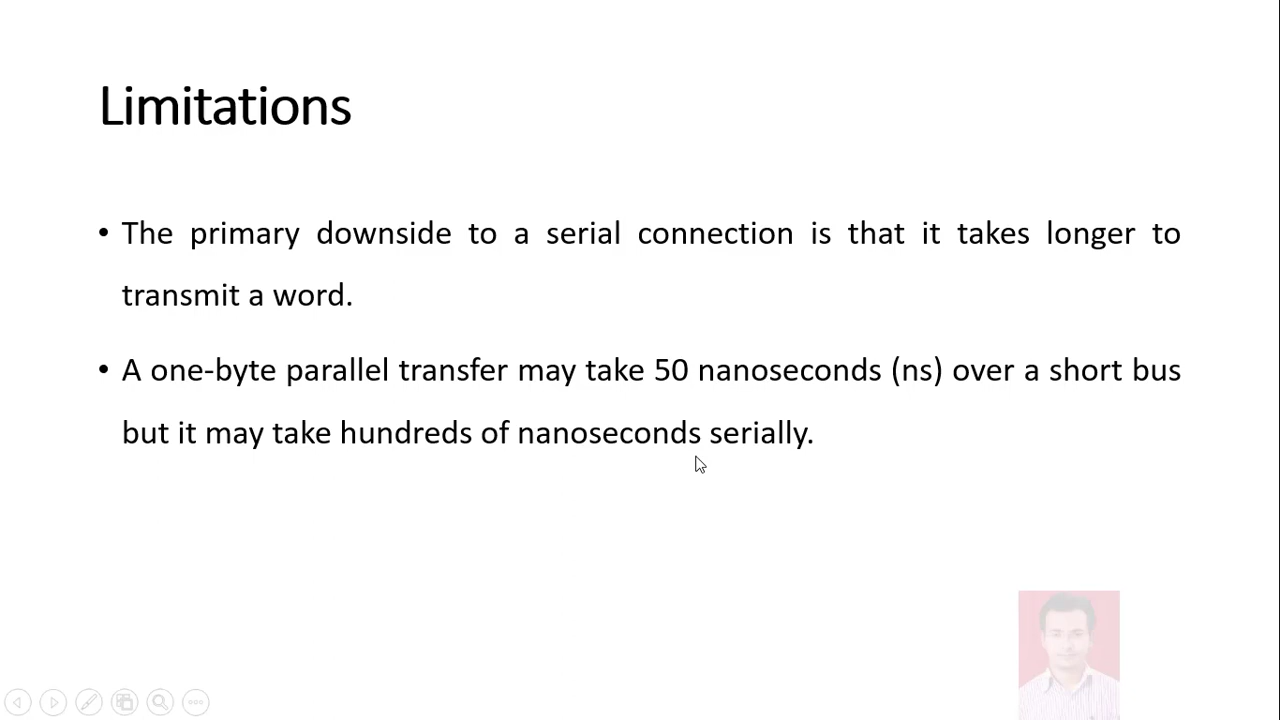 Limitations
• The primary downside to a serial connection is that it takes longer to
transmit a word.
• A one-byte parallel transfer may take 50 nanoseconds (ns) over a short bus
but it may take hundreds of nanoseconds serially.